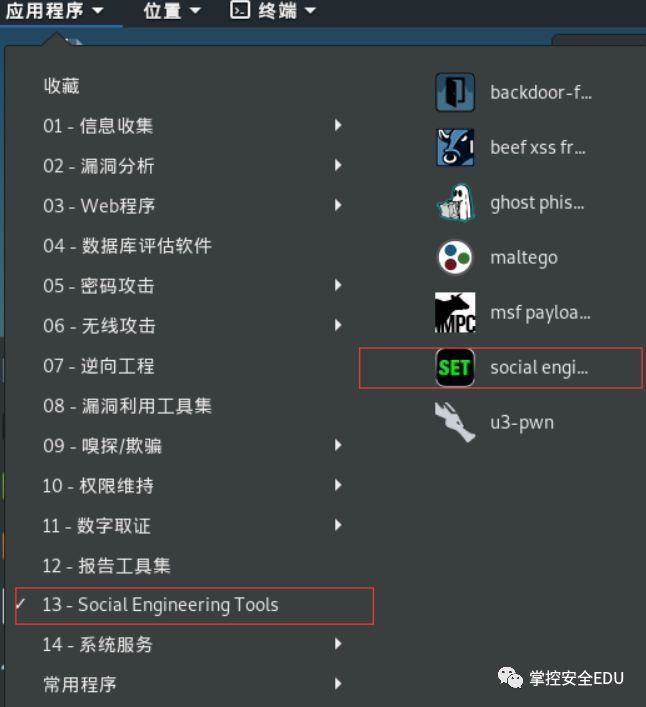 应用程序 位置 终端
收藏
01 - 信息收集
02 - 漏洞分析
03 - Web程序
04 - 数据库评估软件
05 - 密码攻击
06 - 无线攻击
07 - 逆向工程
08 - 漏洞利用工具集
09 - 嗅探/欺骗
10 - 权限维持
11 - 数字取证
12 - 报告工具集
13 - Social Engineering Tools
14 - 系统服务
常用程序
backdoor-f...
beef xss fr...
ghost phis...
maltego
MPC
msf payloa...
SET
social engi...
u3-pwn
掌控安全EDU